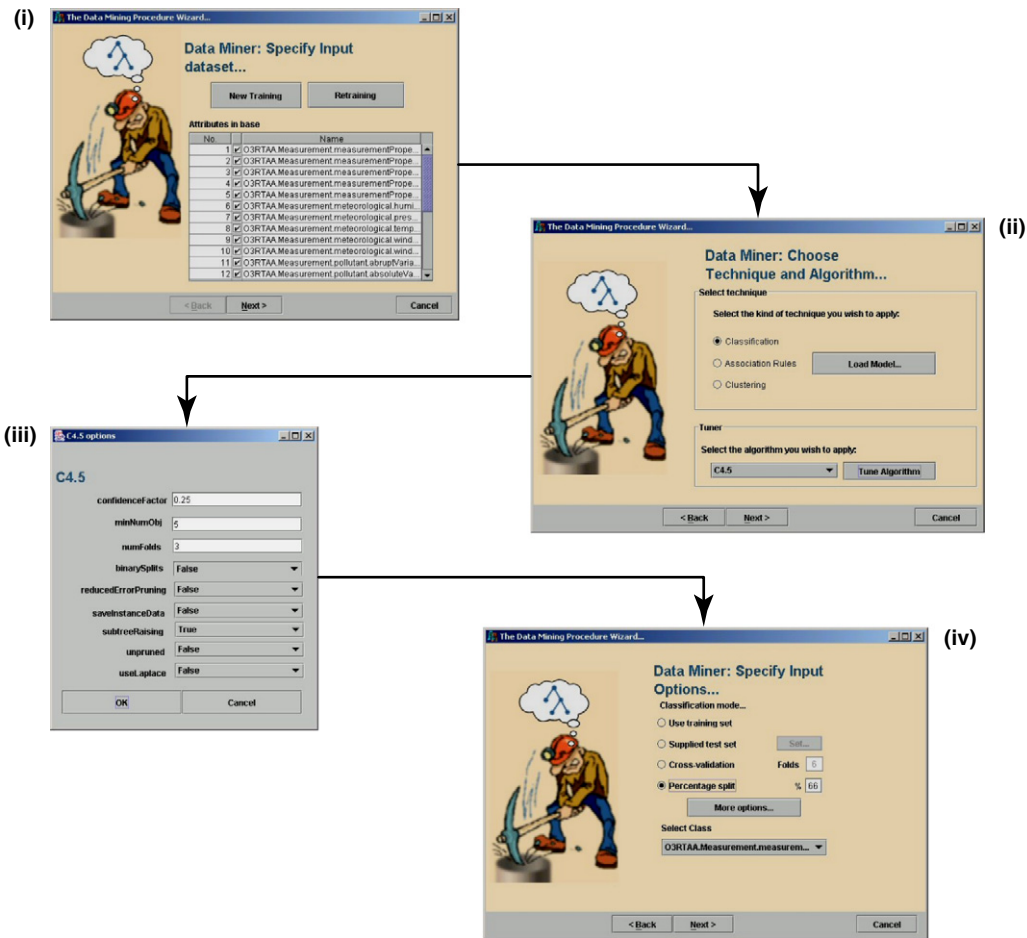 (i)
The Data Mining Procedure Wizard...
Data Miner: Specify Input
dataset...
New Training Retraining
Attributes in base
No. Name
1 O3RTAA.Measurement.measurementPrope...
2 O3RTAA.Measurement.measurementPrope...
3 O3RTAA.Measurement.measurementPrope...
4 O3RTAA.Measurement.measurementPrope...
5 O3RTAA.Measurement.measurementPrope...
6 O3RTAA.Measurement.meteorological.humi...
7 O3RTAA.Measurement.meteorological.pres...
8 O3RTAA.Measurement.meteorological.temp...
9 O3RTAA.Measurement.meteorological.wind...
10 O3RTAA.Measurement.meteorological.wind...
11 O3RTAA.Measurement.pollutant.abruptVaria...
12 O3RTAA.Measurement.pollutant.absoluteVa...
< Back Next > Cancel
(ii)
The Data Mining Procedure Wizard...
Data Miner: Choose
Technique and Algorithm...
Select technique
Select the kind of technique you wish to apply:
Classification
Association Rules Load Model...
Clustering
Tuner
Select the algorithm you wish to apply:
C4.5 Tune Algorithm
< Back Next > Cancel
(iii)
C4.5 options
C4.5
confidenceFactor 0.25
minNumObj 5
numFolds 3
binarySplits False
reducedErrorPruning False
saveInstanceData False
subtreeRaising True
unpruned False
useLaplace False
OK Cancel
(iv)
The Data Mining Procedure Wizard...
Data Miner: Specify Input
Options...
Classification mode...
Use training set
Supplied test set Set...
Cross-validation Folds 6
Percentage split % 66
More options...
Select Class
O3RTAA.Measurement.measurem...
< Back Next > Cancel